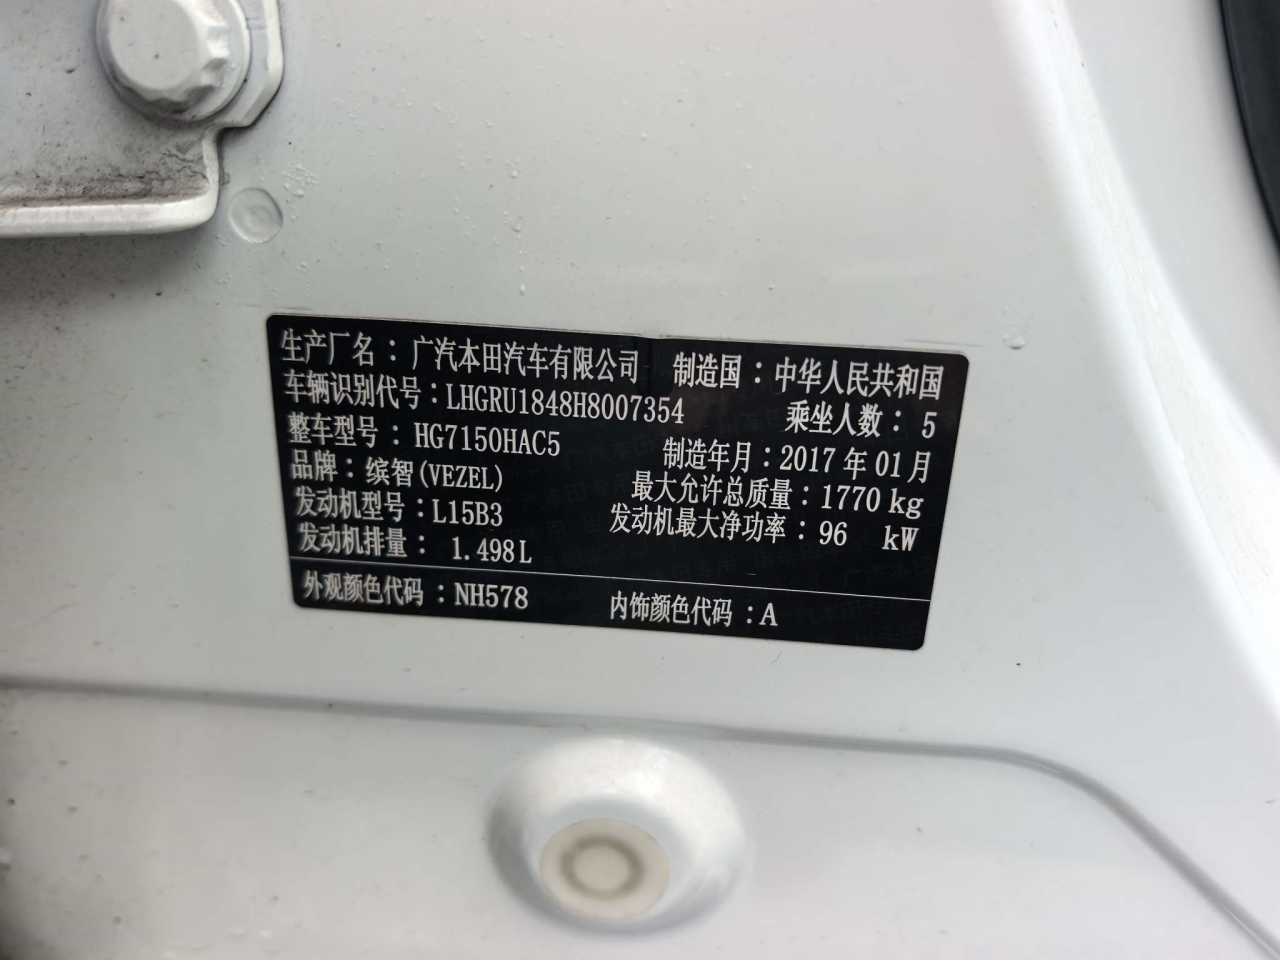 生产厂名：广汽本田汽车有限公司 制造国：中华人民共和国
车辆识别代号：LHGRU1848H8007354 乘坐人数：5
整车型号：HG7150HAC5 制造年月：2017年01月
品牌：缤智(VEZEL) 最大允许总质量：1770kg
发动机型号：L15B3 发动机最大净功率：96 kW
发动机排量：1.498L
外观颜色代码：NH578 内饰颜色代码：A